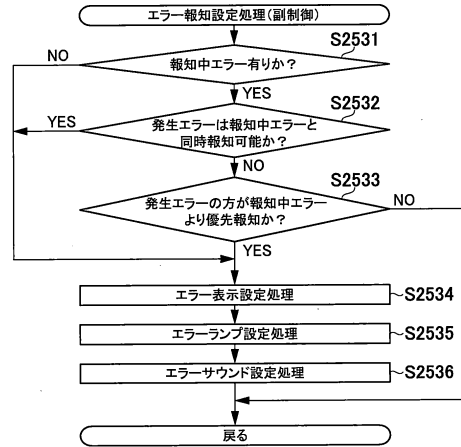 エラー報知設定処理(副制御)
S2531
NO
報知中エラー有りか?
YES
S2532
YES
発生エラーは報知中エラーと
同時報知可能か?
NO
S2533
NO
発生エラーの方が報知中エラー
より優先報知か?
YES
エラー表示設定処理
S2534
エラーランプ設定処理
S2535
エラーサウンド設定処理
S2536
戻る